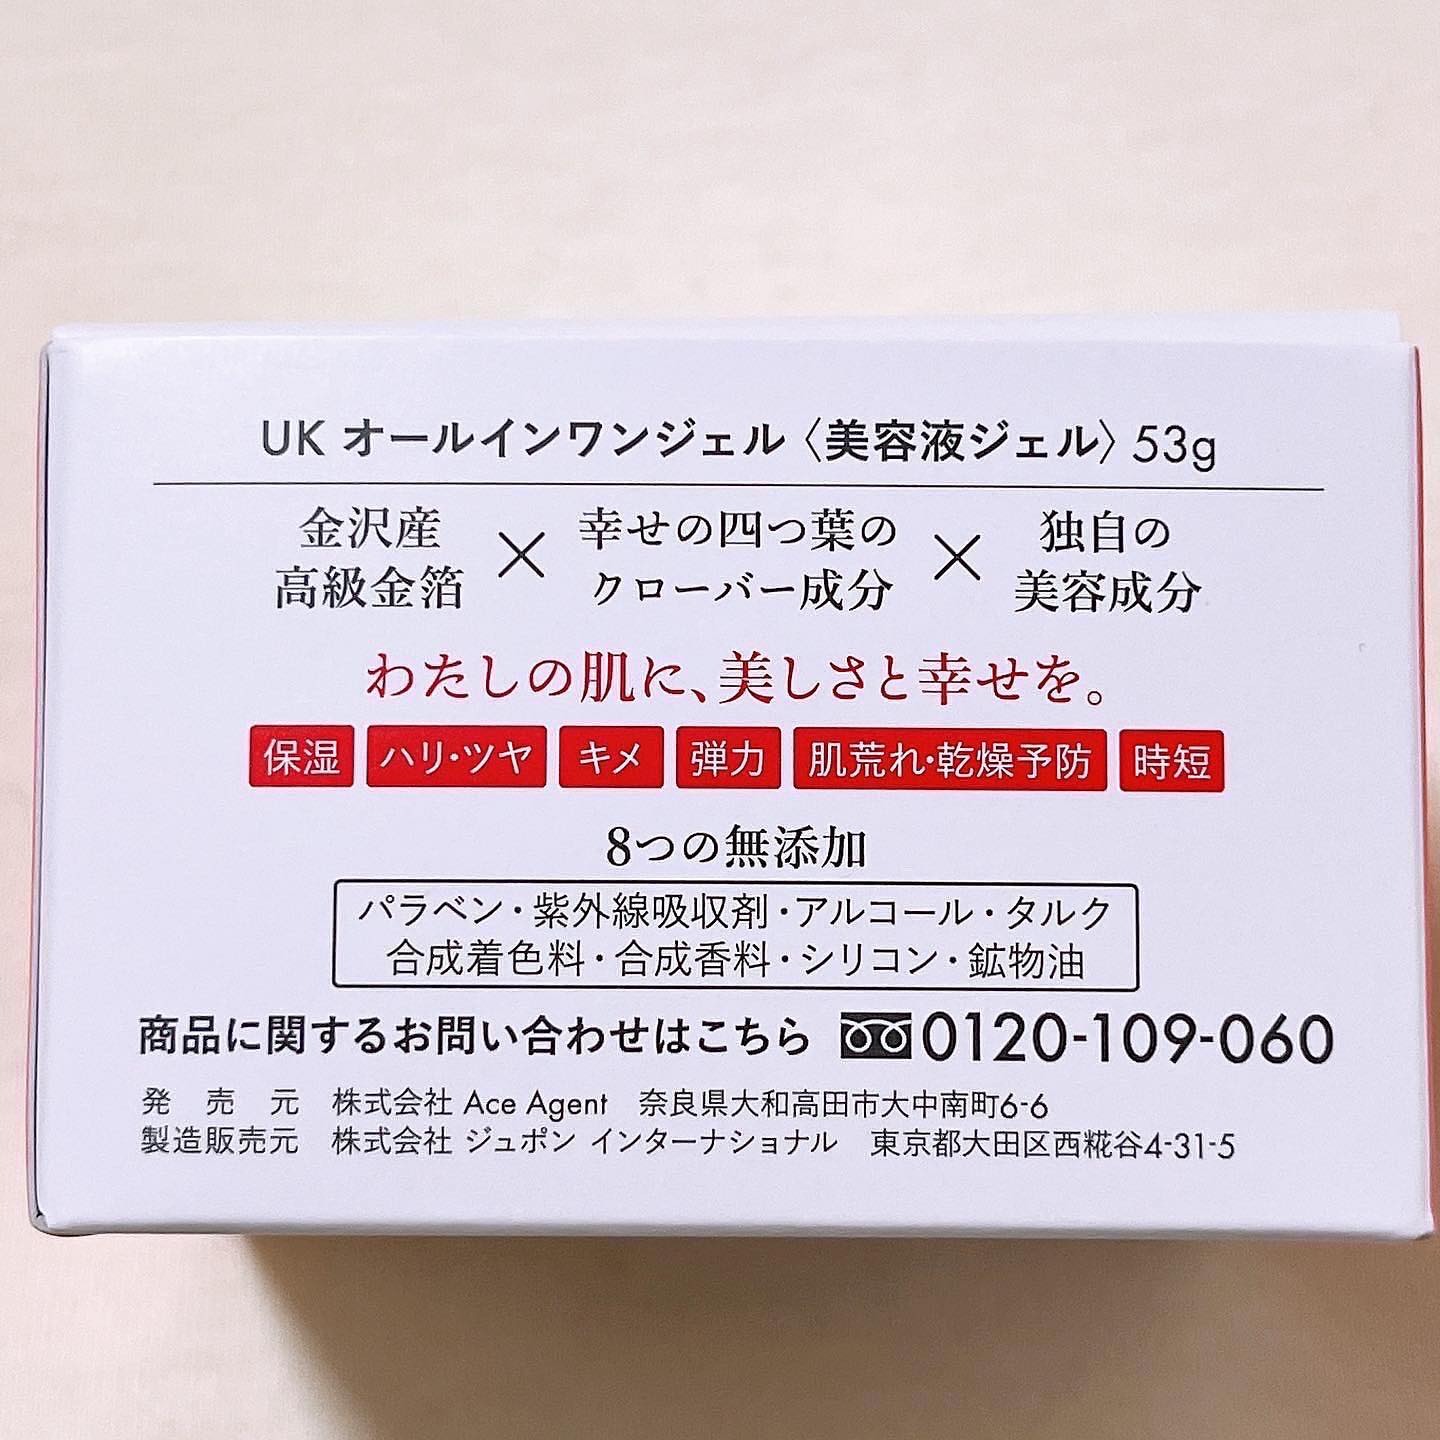 UK オールインワンジェル〈美容液ジェル〉53g
金沢産
高級金箔
×
幸せの四つ葉の
クローバー成分
×
独自の
美容成分
わたしの肌に、美しさと幸せを。
保湿 ハリ・ツヤ キメ 弾力 肌荒れ・乾燥予防 時短
8つの無添加
パラベン・紫外線吸収剤・アルコール・タルク
合成着色料・合成香料・シリコン・鉱物油
商品に関するお問い合わせはこちら 0120-109-060
発売元 株式会社 Ace Agent 奈良県大和高田市大中南町6-6
製造販売元 株式会社 ジュポン インターナショナル 東京都大田区西糀谷4-31-5